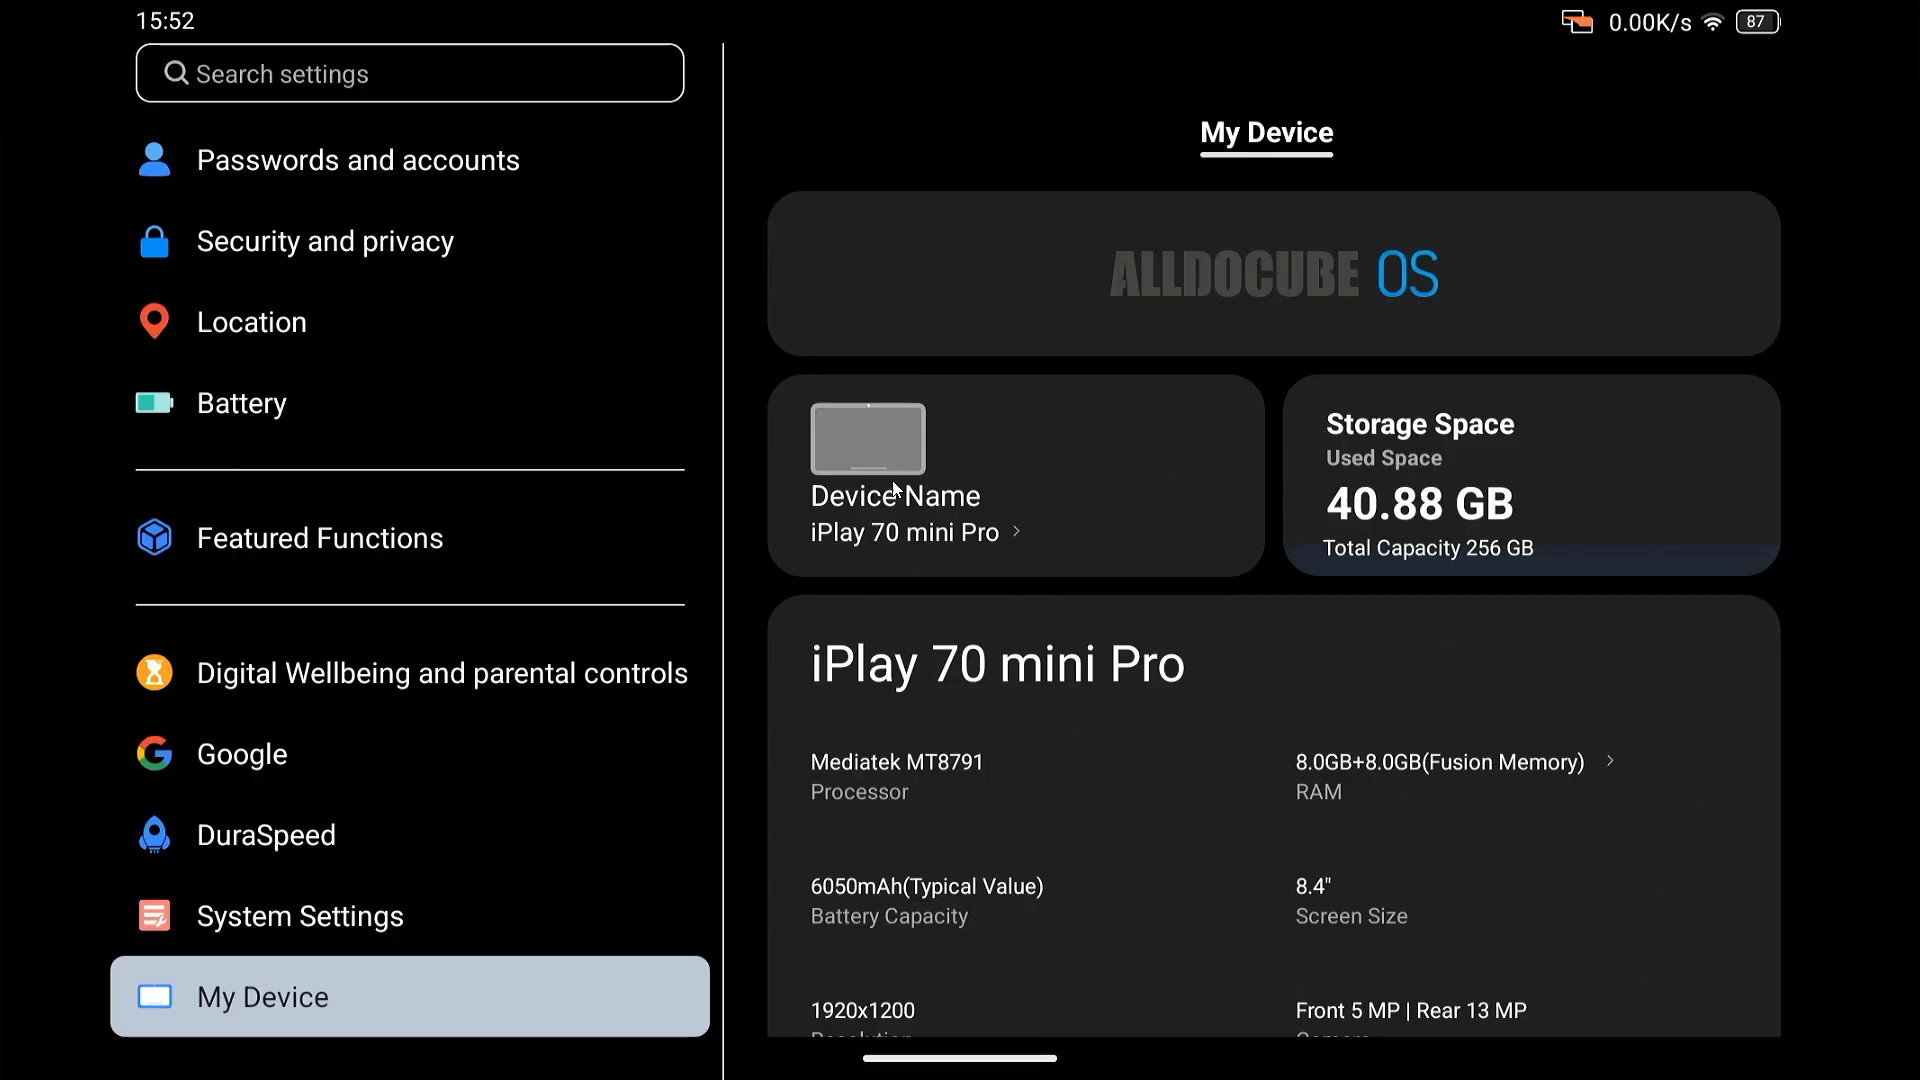 15:52
0.00K/s
87
Search settings
Passwords and accounts
Security and privacy
Location
Battery
Featured Functions
Digital Wellbeing and parental controls
Google
DuraSpeed
System Settings
My Device
My Device
ALLDOCUBE OS
Device Name
iPlay 70 mini Pro
Storage Space
Used Space
40.88 GB
Total Capacity 256 GB
iPlay 70 mini Pro
Mediatek MT8791
Processor
8.0GB+8.0GB(Fusion Memory)
RAM
6050mAh(Typical Value)
Battery Capacity
8.4"
Screen Size
1920x1200
Resolution
Front 5 MP | Rear 13 MP
Camera